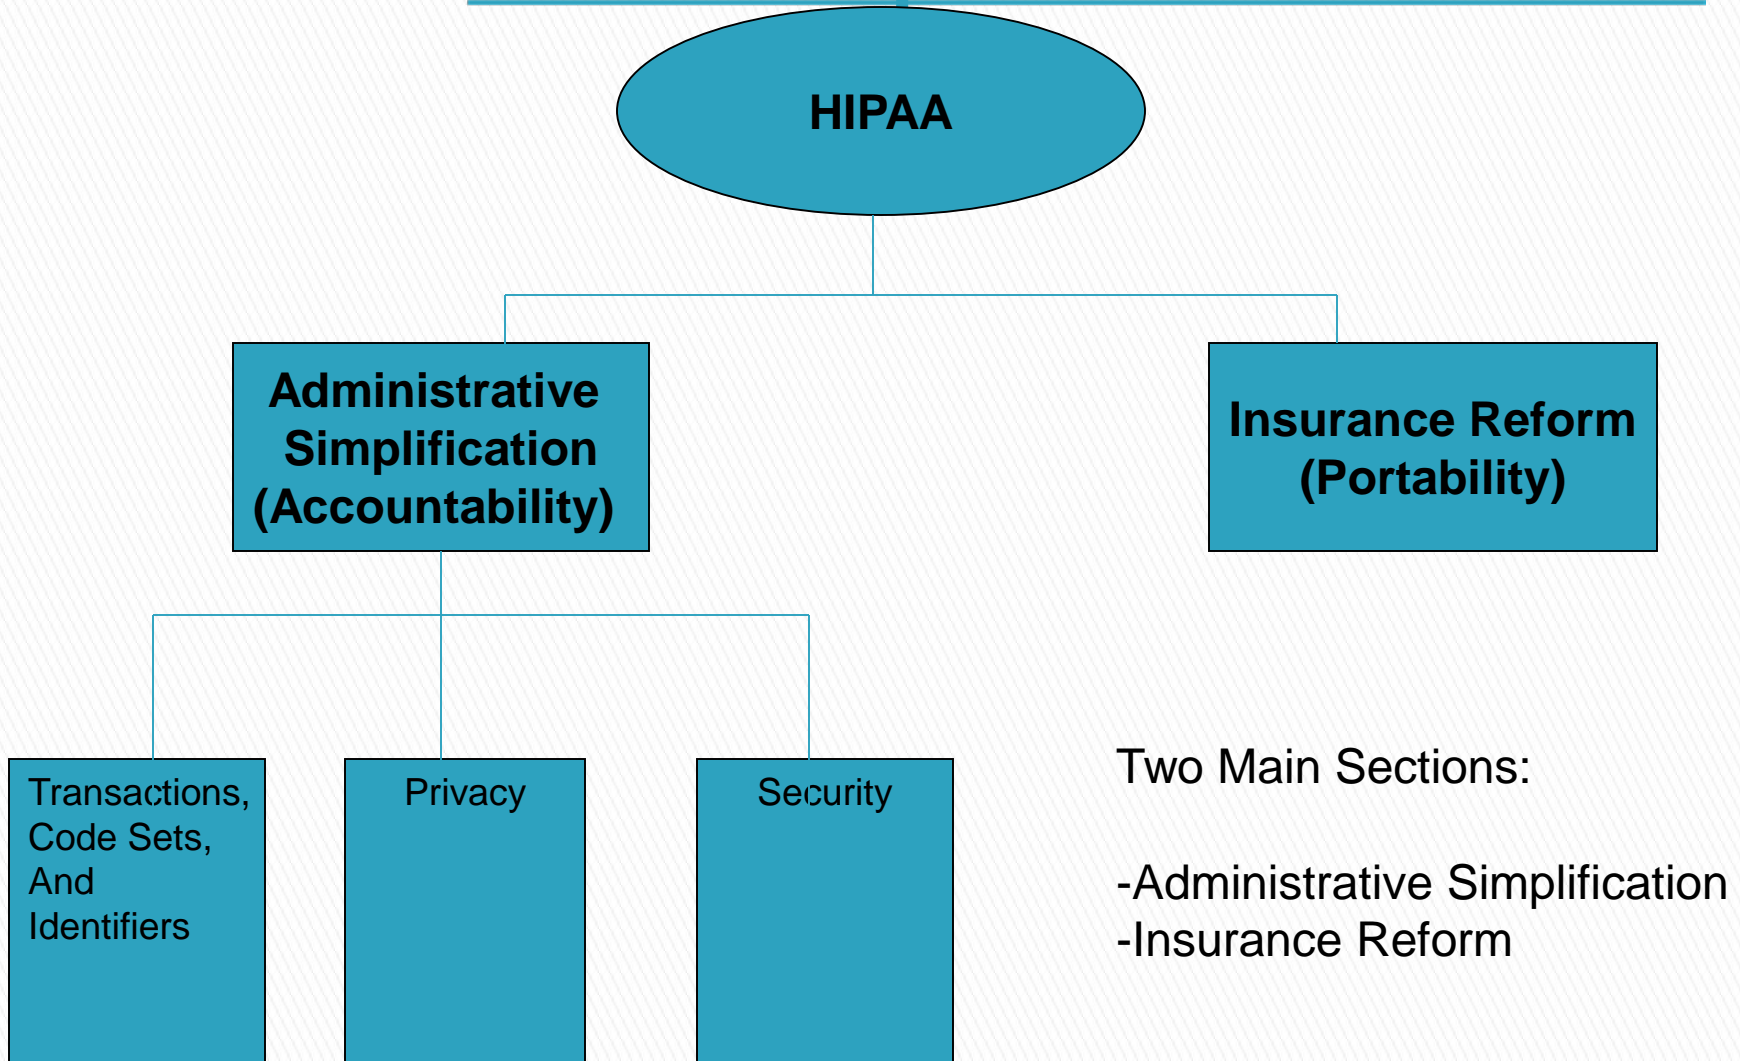 HIPAA
Administrative
Simplification
(Accountability)
Insurance Reform
(Portability)
Transactions,
Code Sets,
And
Identifiers
Privacy
Security
Two Main Sections:
-Administrative Simplification
-Insurance Reform